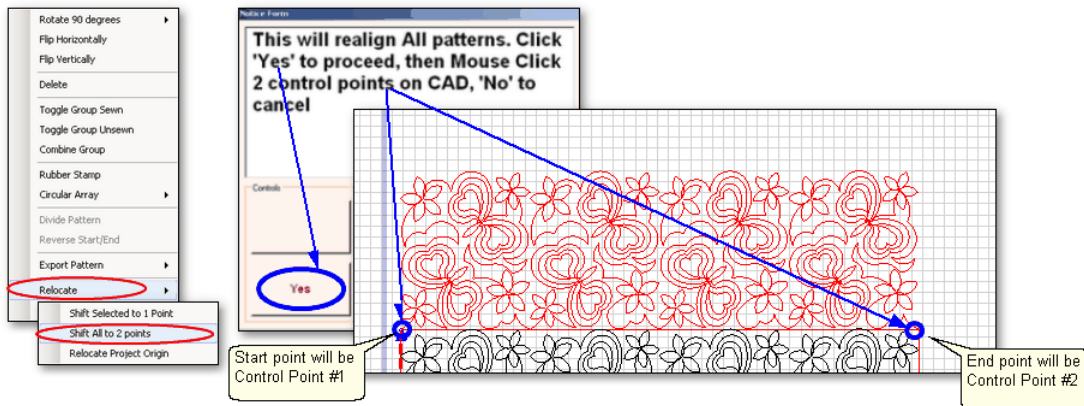 Rotate 90 degrees
Flip Horizontally
Flip Vertically
Delete
Toggle Group Sewn
Toggle Group Unsewn
Combine Group
Rubber Stamp
Circular Array
Divide Pattern
Reverse Start/End
Export Pattern
Relocate
Shift Selected to 1 Point
Shift All to 2 points
Relocate Project Origin
Notice Form
This will realign All patterns. Click
'Yes' to proceed, then Mouse Click
2 control points on CAD, 'No' to
cancel
Controls
Yes
Start point will be
Control Point #1
End point will be
Control Point #2